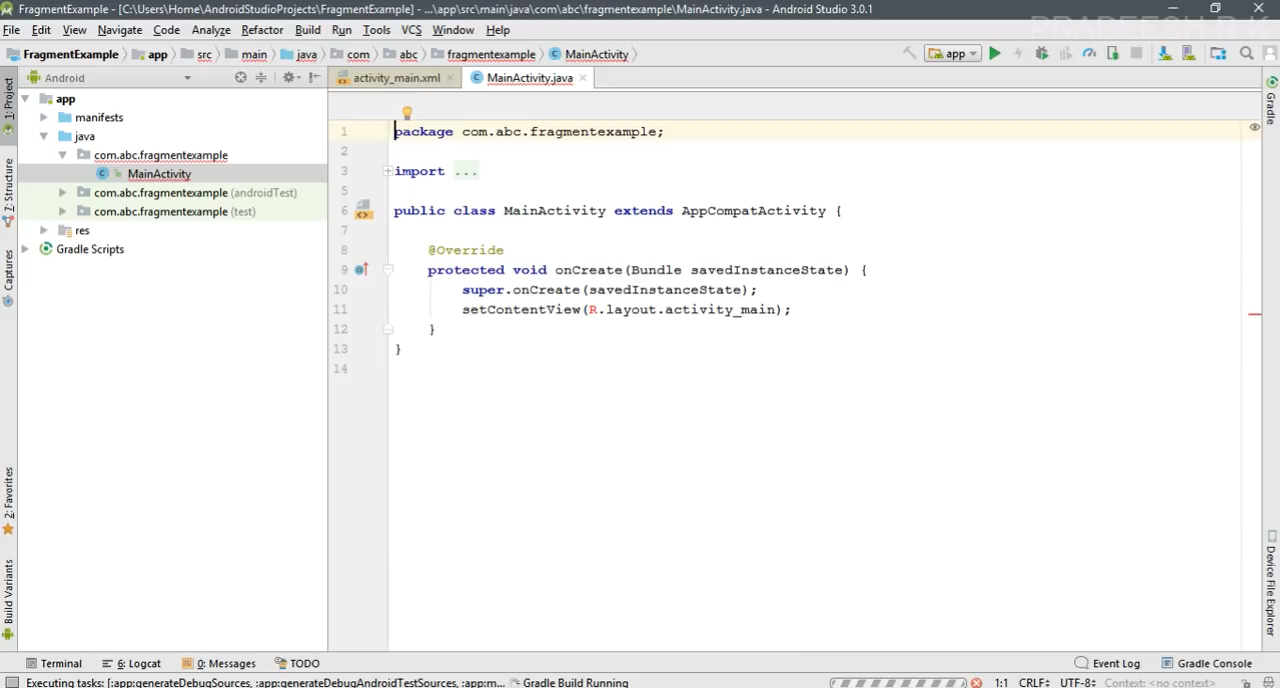 FragmentExample - [C:\Users\Home\AndroidStudioProjects\FragmentExample] - ...\app\src\main\java\com\abc\fragmentexample\MainActivity.java - Android Studio 3.0.1
PRADEESH R K
File Edit View Navigate Code Analyze Refactor Build Run Tools VCS Window Help
FragmentExample app src main java com abc fragmentexample MainActivity app
Android activity_main.xml MainActivity.java
1: Project
Z: Structure
Captures
2: Favorites
Build Variants
app
manifests
java
com.abc.fragmentexample
MainActivity
com.abc.fragmentexample (androidTest)
com.abc.fragmentexample (test)
res
Gradle Scripts
1 package com.abc.fragmentexample;
2
3 import ...
5
6 public class MainActivity extends AppCompatActivity {
7
8 @Override
9 protected void onCreate(Bundle savedInstanceState) {
10 super.onCreate(savedInstanceState);
11 setContentView(R.layout.activity_main);
12 }
13 }
14
Gradle
Device File Explorer
Terminal 6: Logcat 0: Messages TODO Event Log Gradle Console
Executing tasks: [:app:generateDebugSources, :app:generateDebugAndroidTestSources, :app:m... Gradle Build Running 1:1 CRLF UTF-8 Context: <no context>